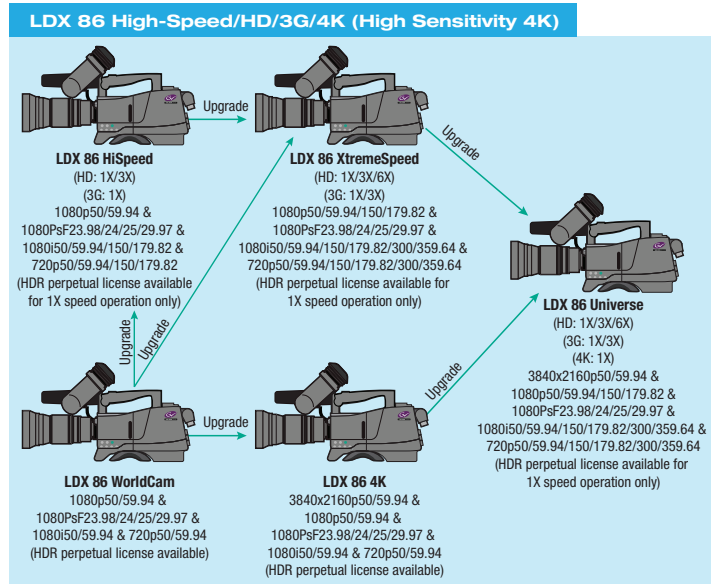 LDX 86 High-Speed/HD/3G/4K (High Sensitivity 4K)
Upgrade
Upgrade
LDX 86 HiSpeed
(HD: 1X/3X)
(3G: 1X)
1080p50/59.94 &
1080PsF23.98/24/25/29.97 &
1080i50/59.94/150/179.82 &
720p50/59.94/150/179.82
(HDR perpetual license available
for 1X speed operation only)
LDX 86 XtremeSpeed
(HD: 1X/3X/6X)
(3G: 1X/3X)
1080p50/59.94/150/179.82 &
1080PsF23.98/24/25/29.97 &
1080i50/59.94/150/179.82/300/359.64 &
720p50/59.94/150/179.82/300/359.64
(HDR perpetual license available for
1X speed operation only)
LDX 86 Universe
(HD: 1X/3X/6X)
(3G: 1X/3X)
(4K: 1X)
3840x2160p50/59.94 &
1080p50/59.94/150/179.82 &
1080PsF23.98/24/25/29.97 &
1080i50/59.94/150/179.82/300/359.64 &
720p50/59.94/150/179.82/300/359.64
(HDR perpetual license available for
1X speed operation only)
Upgrade
Upgrade
Upgrade
Upgrade
LDX 86 WorldCam
1080p50/59.94 &
1080PsF23.98/24/25/29.97 &
1080i50/59.94 & 720p50/59.94
(HDR perpetual license available)
LDX 86 4K
3840x2160p50/59.94 &
1080p50/59.94 &
1080PsF23.98/24/25/29.97 &
1080i50/59.94 & 720p50/59.94
(HDR perpetual license available)